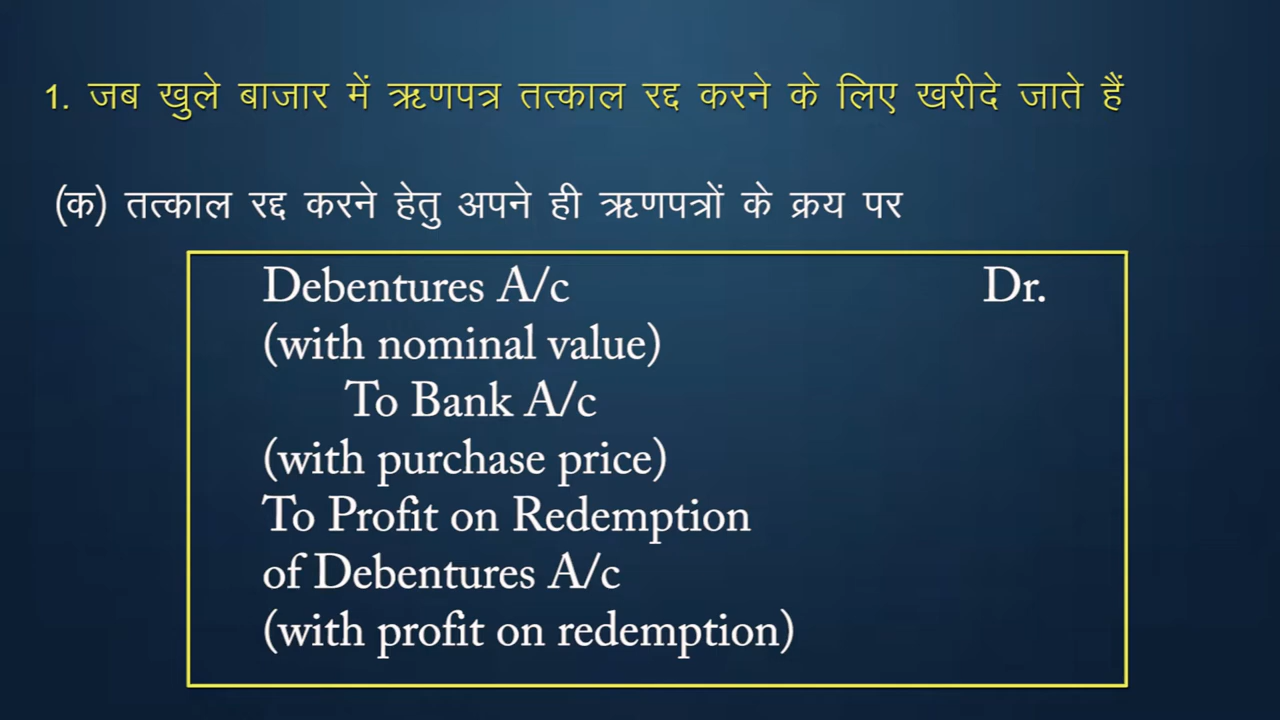 1. जब खुले बाजार में ऋणपत्र तत्काल रद्द करने के लिए खरीदे जाते हैं
(क) तत्काल रद्द करने हेतु अपने ही ऋणपत्रों के क्रय पर
Debentures A/c Dr.
(with nominal value)
To Bank A/c
(with purchase price)
To Profit on Redemption
of Debentures A/c
(with profit on redemption)